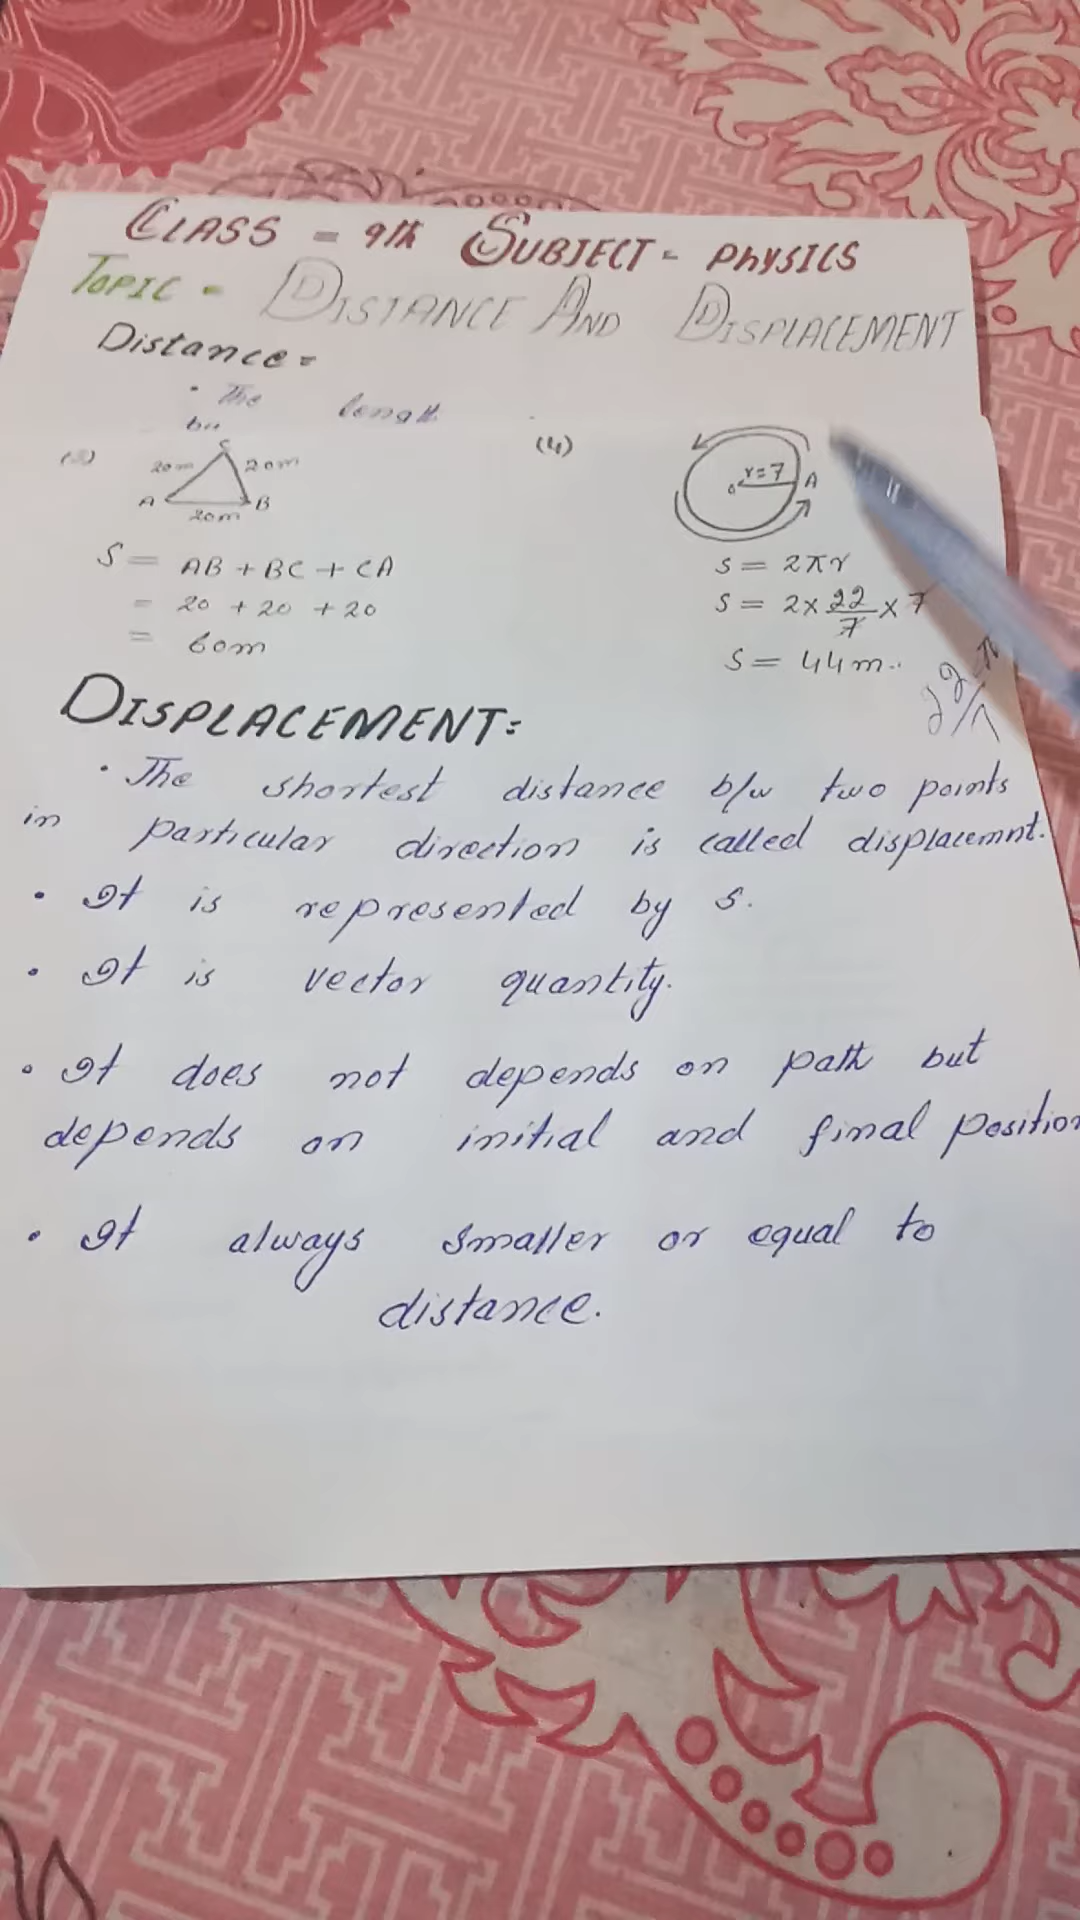 CLASS = 9th SUBJECT = PHYSICS
TOPIC = DISTANCE AND DISPLACEMENT
Distance =
• The length
(3) 20m C 20m
A 20m B
S = AB + BC + CA
= 20 + 20 + 20
= 60m
(4) r=7 A
O
S = 2πr
S = 2 × 22/7 × 7
S = 44m..
22/7 π
DISPLACEMENT:
• The shortest distance b/w two points
in particular direction is called displacemnt.
• It is represented by S.
• It is vector quantity.
• It does not depends on path but
depends on initial and final position
• It always smaller or equal to
distance.